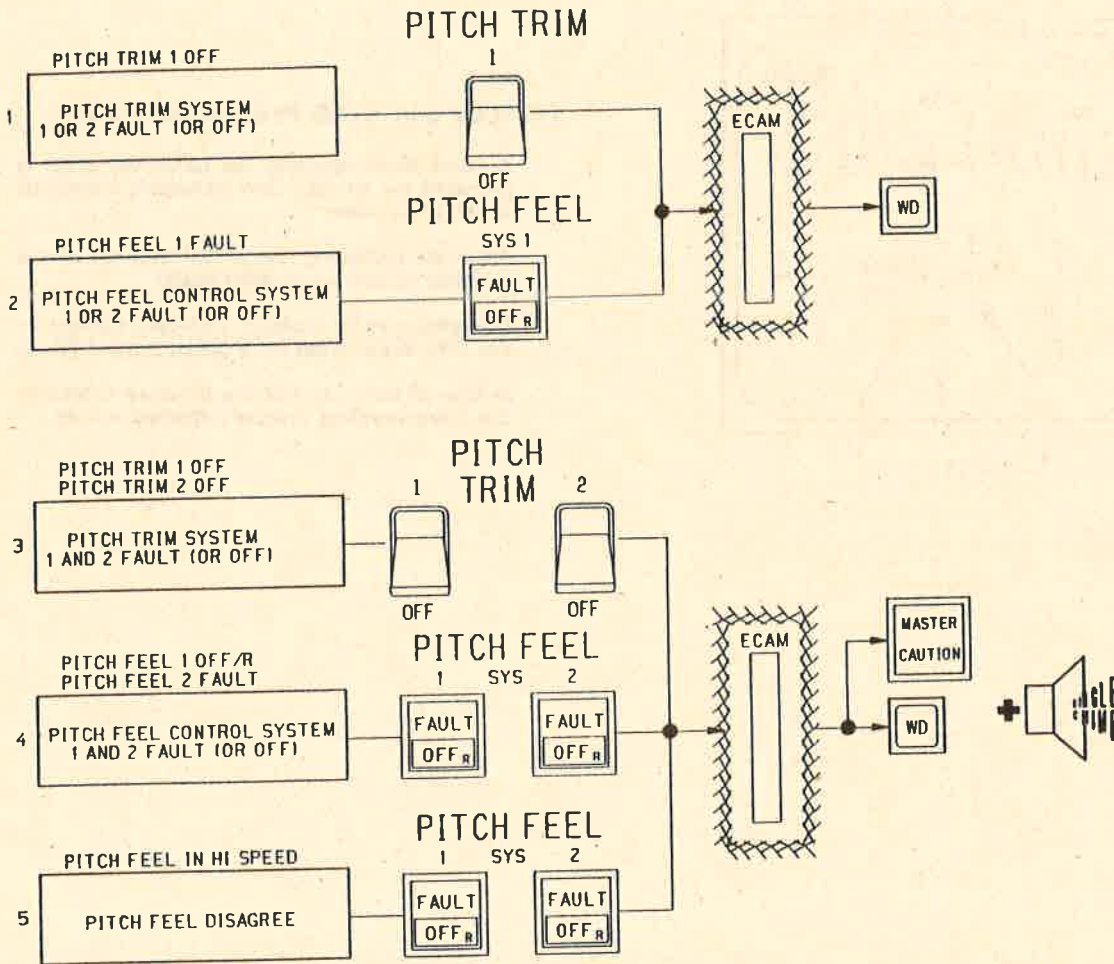 PITCH TRIM
PITCH TRIM 1 OFF
1
1
PITCH TRIM SYSTEM
1 OR 2 FAULT (OR OFF)
OFF
ECAM
WD
PITCH FEEL
PITCH FEEL 1 FAULT
SYS 1
2
PITCH FEEL CONTROL SYSTEM
1 OR 2 FAULT (OR OFF)
FAULT
OFF R
PITCH
TRIM
PITCH TRIM 1 OFF
PITCH TRIM 2 OFF
1
2
3
PITCH TRIM SYSTEM
1 AND 2 FAULT (OR OFF)
OFF
OFF
PITCH FEEL
PITCH FEEL 1 OFF/R
PITCH FEEL 2 FAULT
1 SYS 2
4
PITCH FEEL CONTROL SYSTEM
1 AND 2 FAULT (OR OFF)
FAULT
OFF R
FAULT
OFF R
ECAM
MASTER
CAUTION
WD
+
PITCH FEEL
PITCH FEEL IN HI SPEED
1 SYS 2
5
PITCH FEEL DISAGREE
FAULT
OFF R
FAULT
OFF R